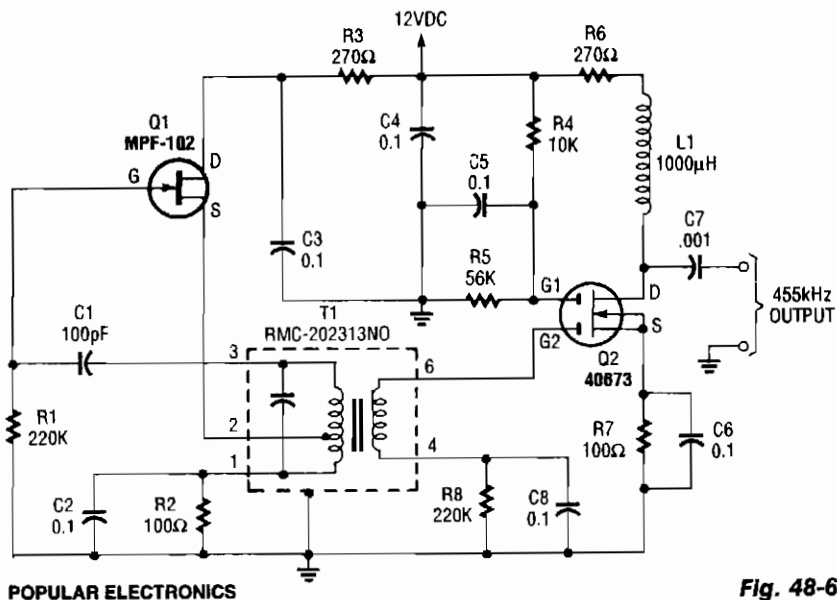 12VDC
R3
270Ω
R6
270Ω
Q1
MPF-102
D
G
S
C4
0.1
R4
10K
L1
1000µH
C5
0.1
C3
0.1
C7
.001
R5
56K
G1
D
G2
S
455kHz
OUTPUT
Q2
40673
C1
100pF
T1
RMC-202313NO
3
6
R1
220K
2
1
4
R7
100Ω
C6
0.1
C2
0.1
R2
100Ω
R8
220K
C8
0.1
POPULAR ELECTRONICS
Fig. 48-6